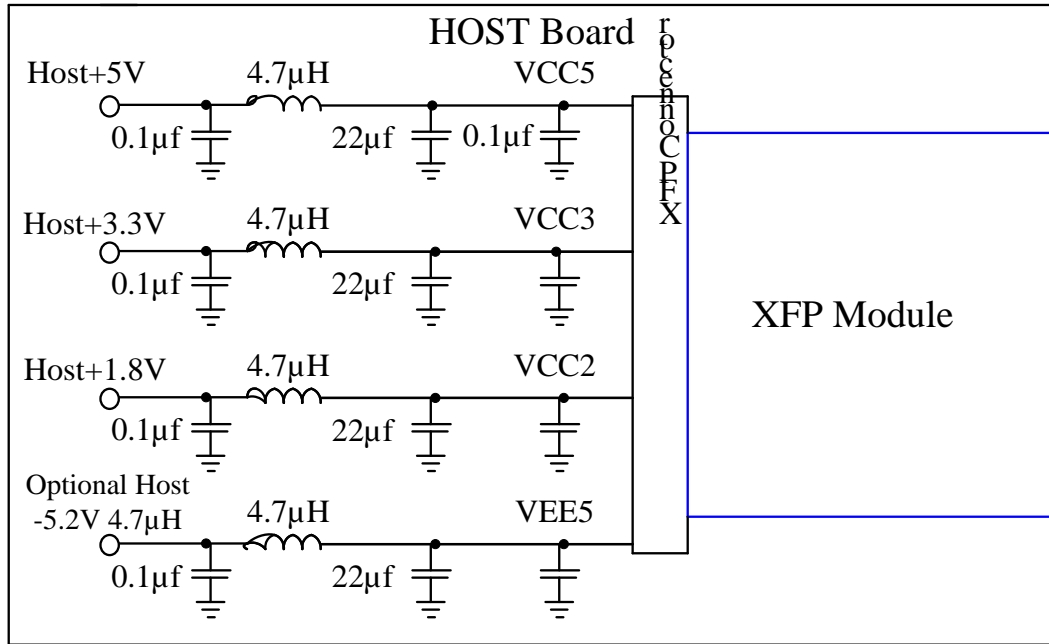 HOST Board
XFP Connector
Host+5V
4.7µH
VCC5
0.1µf
22µf
0.1µf
Host+3.3V
4.7µH
VCC3
0.1µf
22µf
XFP Module
Host+1.8V
4.7µH
VCC2
0.1µf
22µf
Optional Host
-5.2V 4.7µH
4.7µH
VEE5
0.1µf
22µf